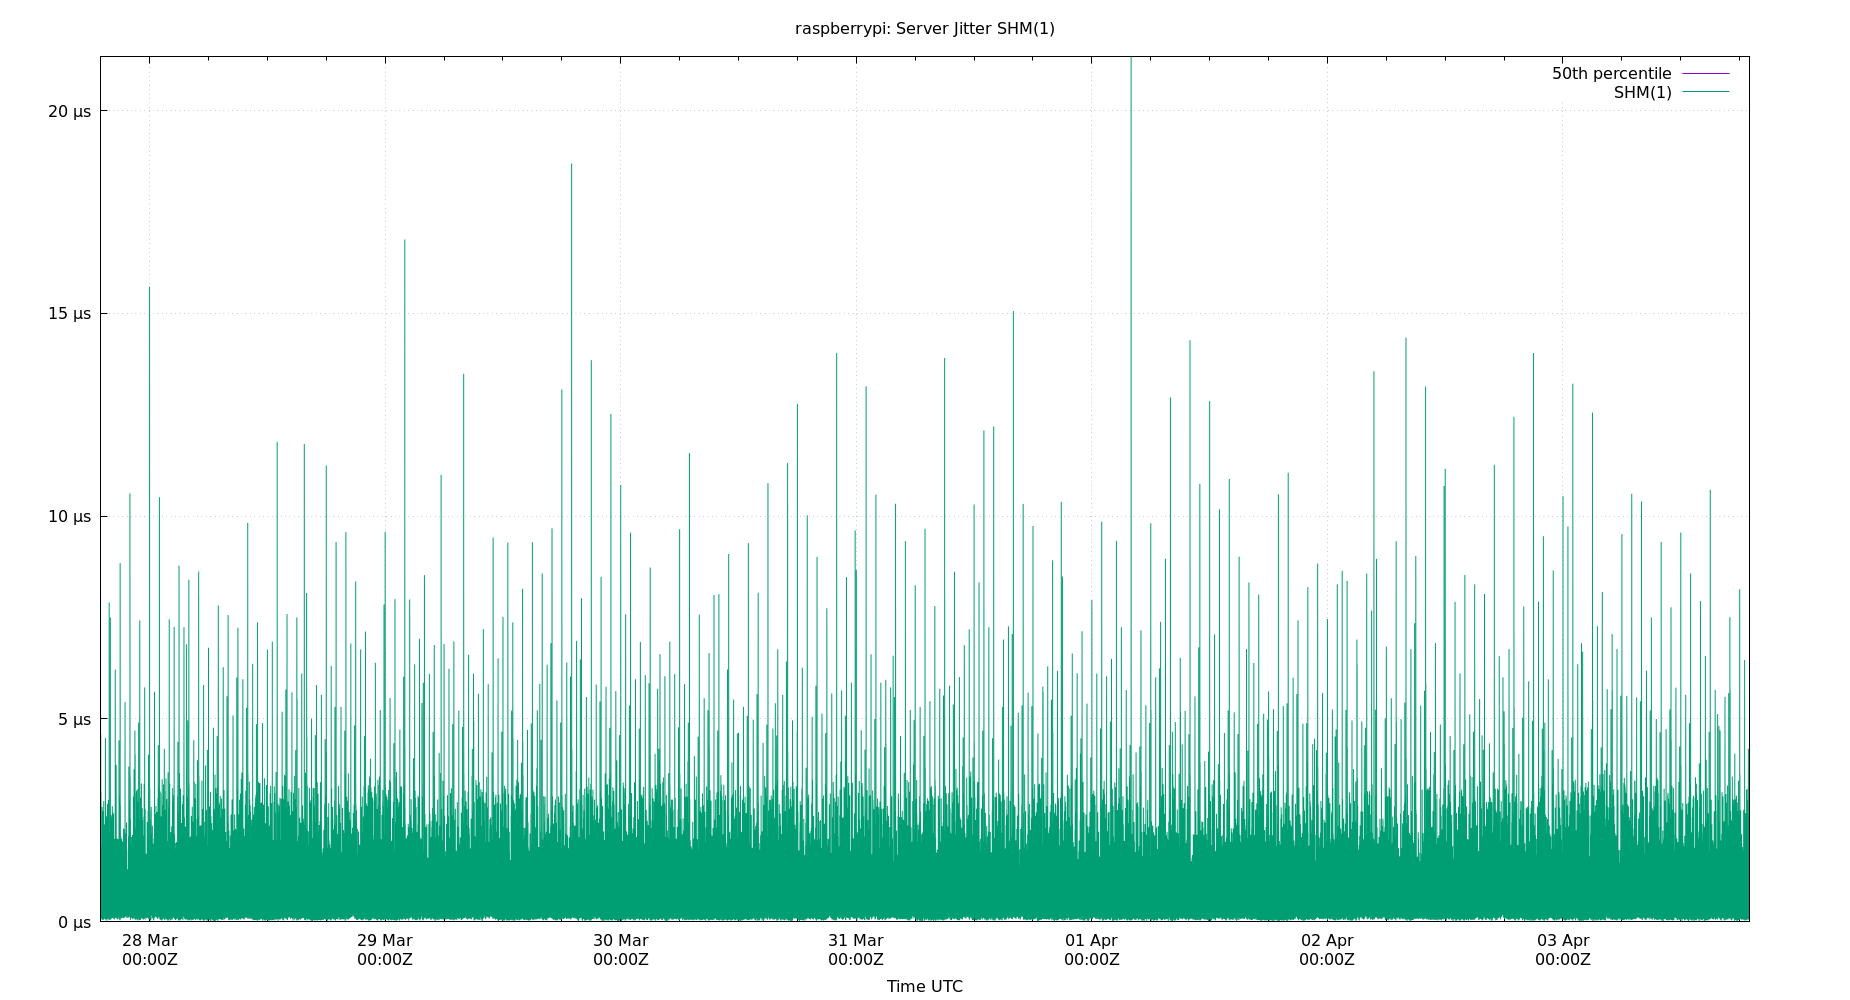 raspberrypi: Server Jitter SHM(1)
50th percentile
SHM(1)
20 µs
15 µs
10 µs
5 µs
0 µs
28 Mar 29 Mar 30 Mar 31 Mar 01 Apr 02 Apr 03 Apr
00:00Z 00:00Z 00:00Z 00:00Z 00:00Z 00:00Z 00:00Z
Time UTC